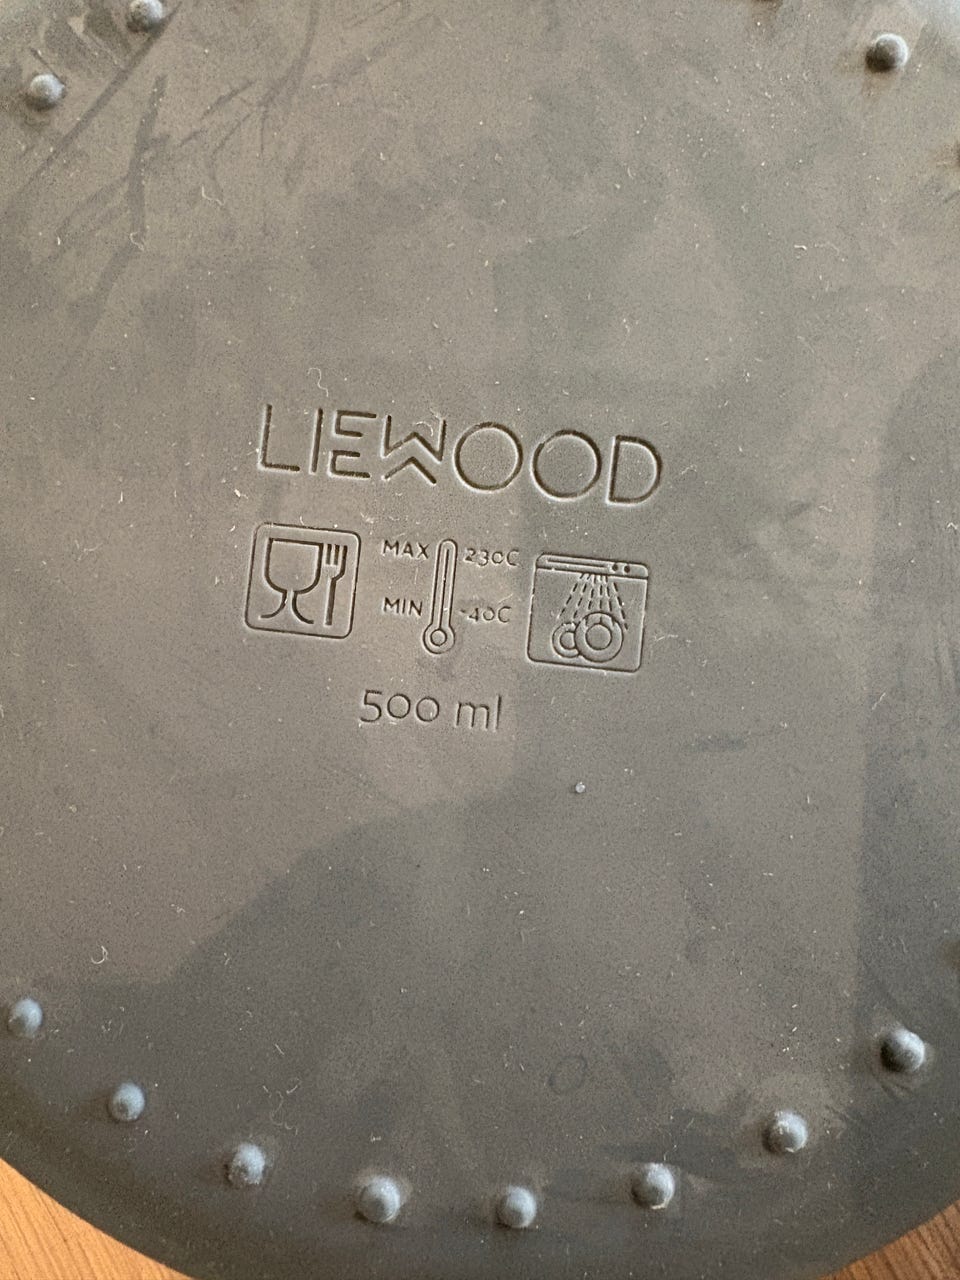 LIEWOOD
MAX 230C
MIN -40C
500 ml